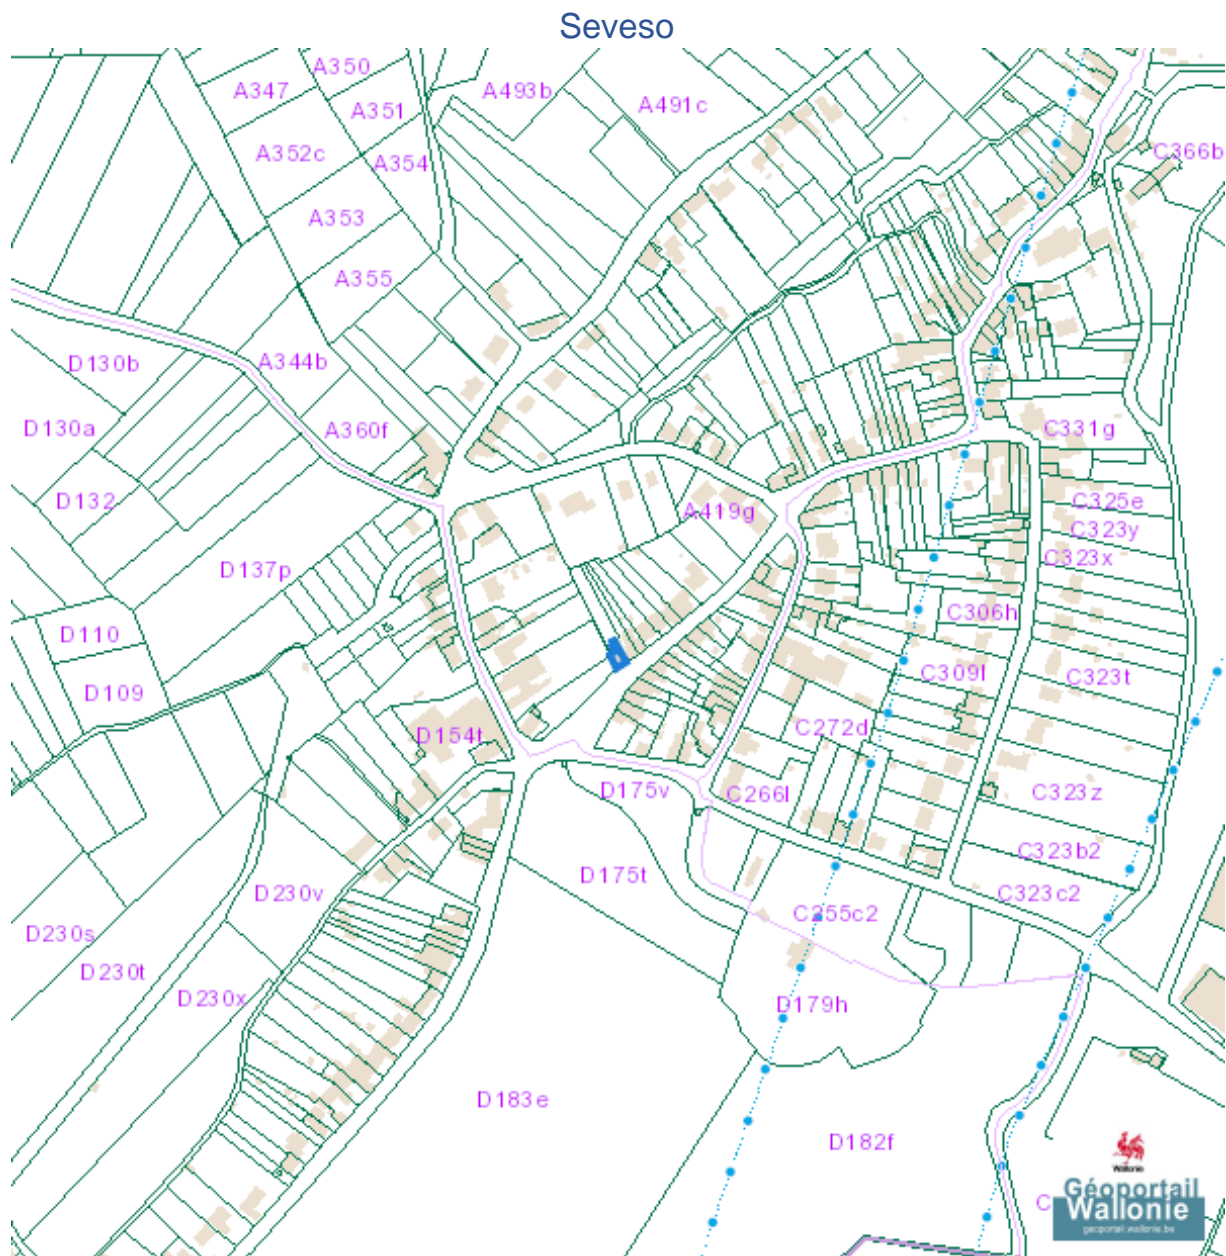 Seveso
A350
A347
A493b
A491c
A351
A352c
A354
C366b
A353
A355
D130b
A344b
D130a
A360f
C331g
D132
A419g
C325e
C323y
D137p
C323x
C306h
D110
D109
C309l
C323t
D154t
C272d
D175v
C266l
C323z
C323b2
D175t
D230v
C323c2
C255c2
D230s
D230t
D230x
D179h
D183e
D182f
C
Wallonie
Géoportail
Wallonie
geoportail.wallonie.be